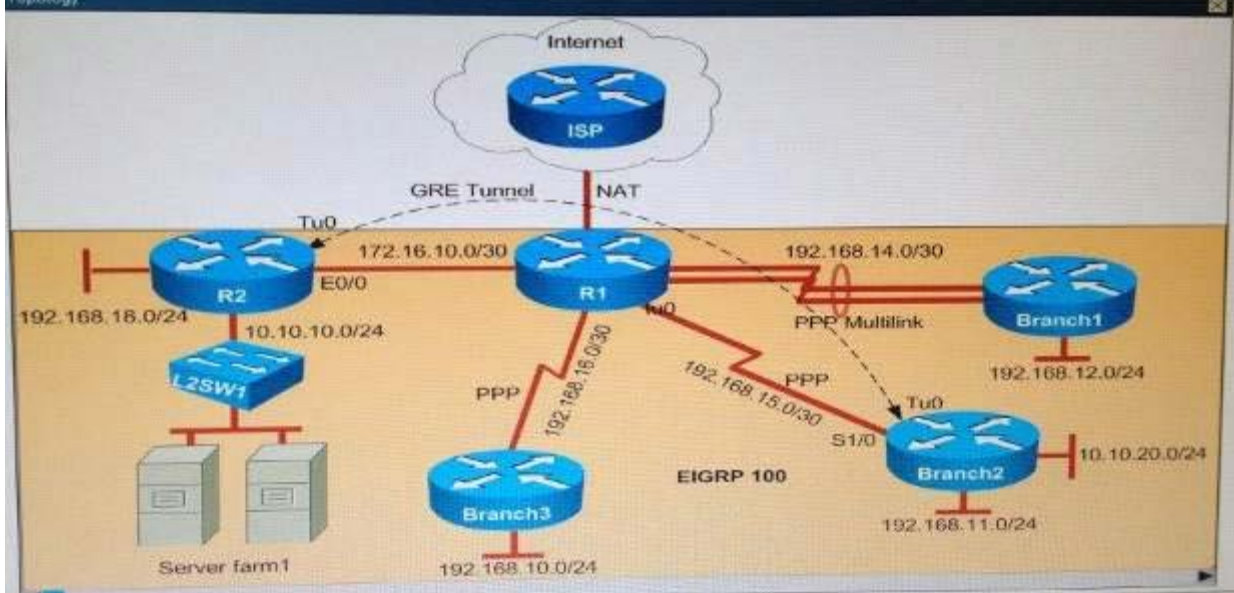 Topology
Internet
ISP
GRE Tunnel
NAT
Tu0
172.16.10.0/30
192.168.14.0/30
E0/0
R2
R1
Tu0
192.168.18.0/24
PPP Multilink
Branch1
10.10.10.0/24
192.168.12.0/24
L2SW1
PPP
192.168.16.0/30
PPP
192.168.15.0/30
Tu0
S1/0
10.10.20.0/24
Branch2
EIGRP 100
Branch3
192.168.11.0/24
Server farm1
192.168.10.0/24